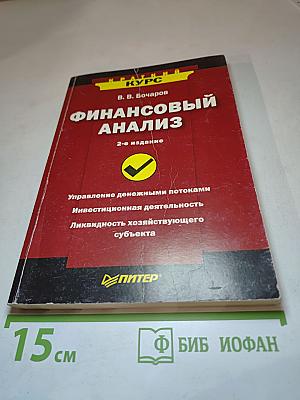 КРАТКИЙ
КУРС
В. В. Бочаров
ФИНАНСОВЫЙ
АНАЛИЗ
2-е издание
Управление денежными потоками
Инвестиционная деятельность
Ликвидность хозяйствующего
субъекта
ПИТЕР
15 см
Ф БИБ ИОФАН